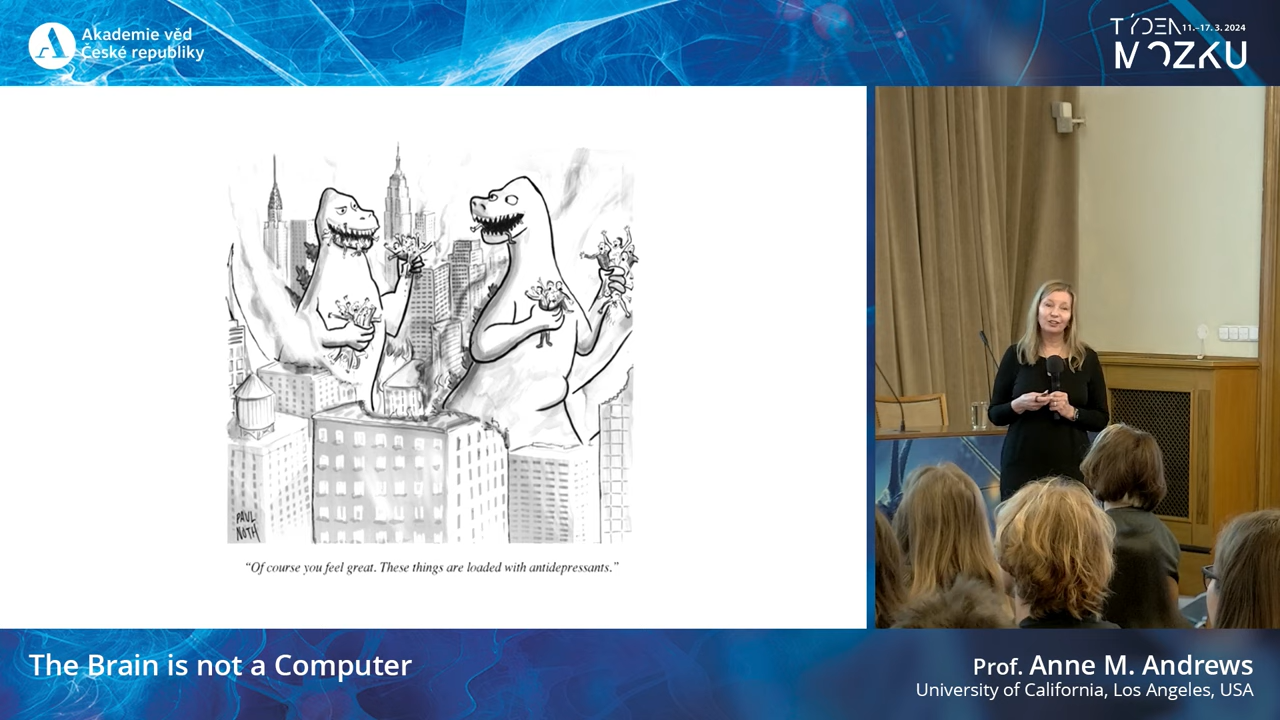 Akademie věd
České republiky
TÝDEN 11.–17. 3. 2024
MOZKU
PAUL
NOTH
“Of course you feel great. These things are loaded with antidepressants.”
The Brain is not a Computer
Prof. Anne M. Andrews
University of California, Los Angeles, USA